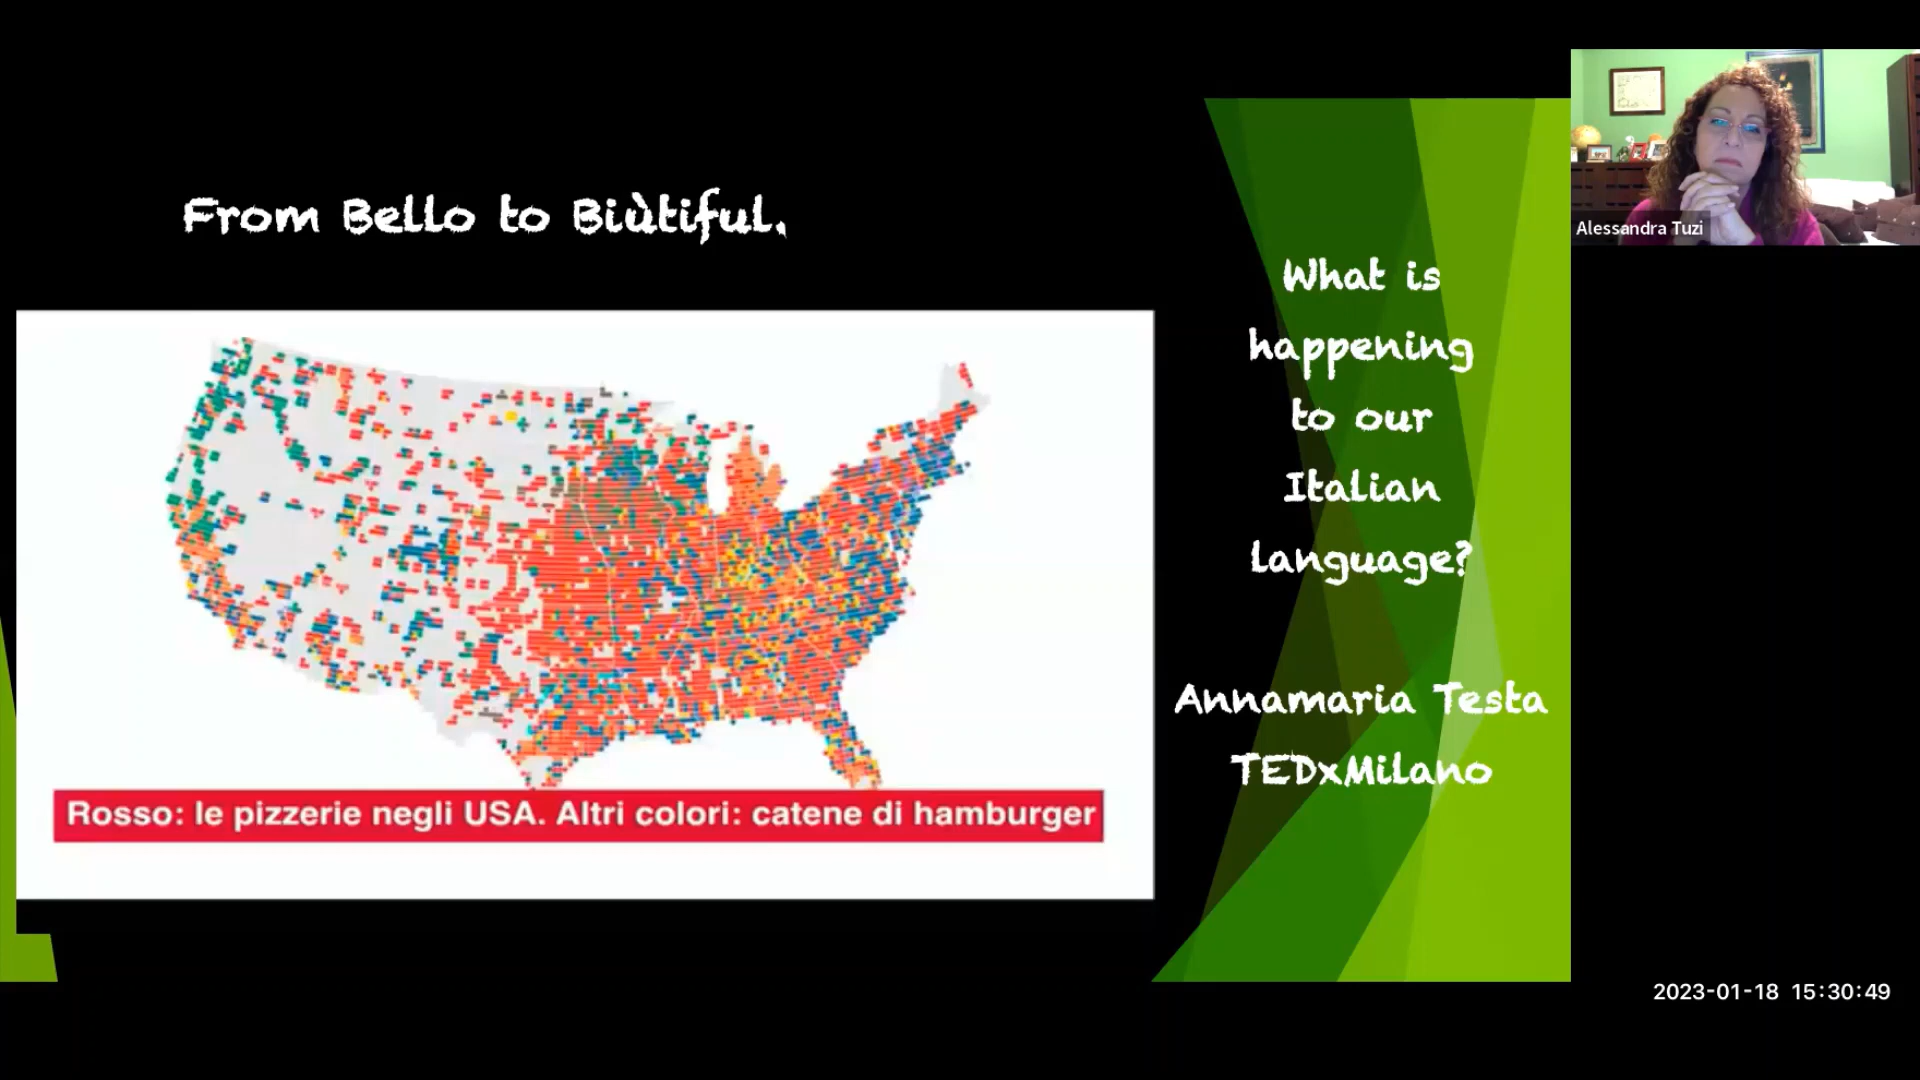 From Bello to Biùtiful.
Rosso: le pizzerie negli USA. Altri colori: catene di hamburger
What is
happening
to our
Italian
language?
Annamaria Testa
TEDxMilano
Alessandra Tuzi
2023-01-18 15:30:49